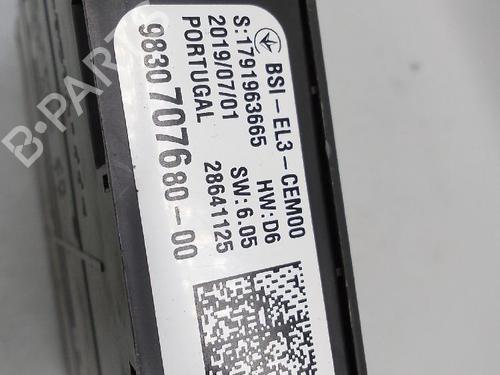 BSI-EL3-CEM00
S:1791963665 HW:D6
2019/07/01 SW:6.05
PORTUGAL 28641125
9830707680-00
B-PARTS